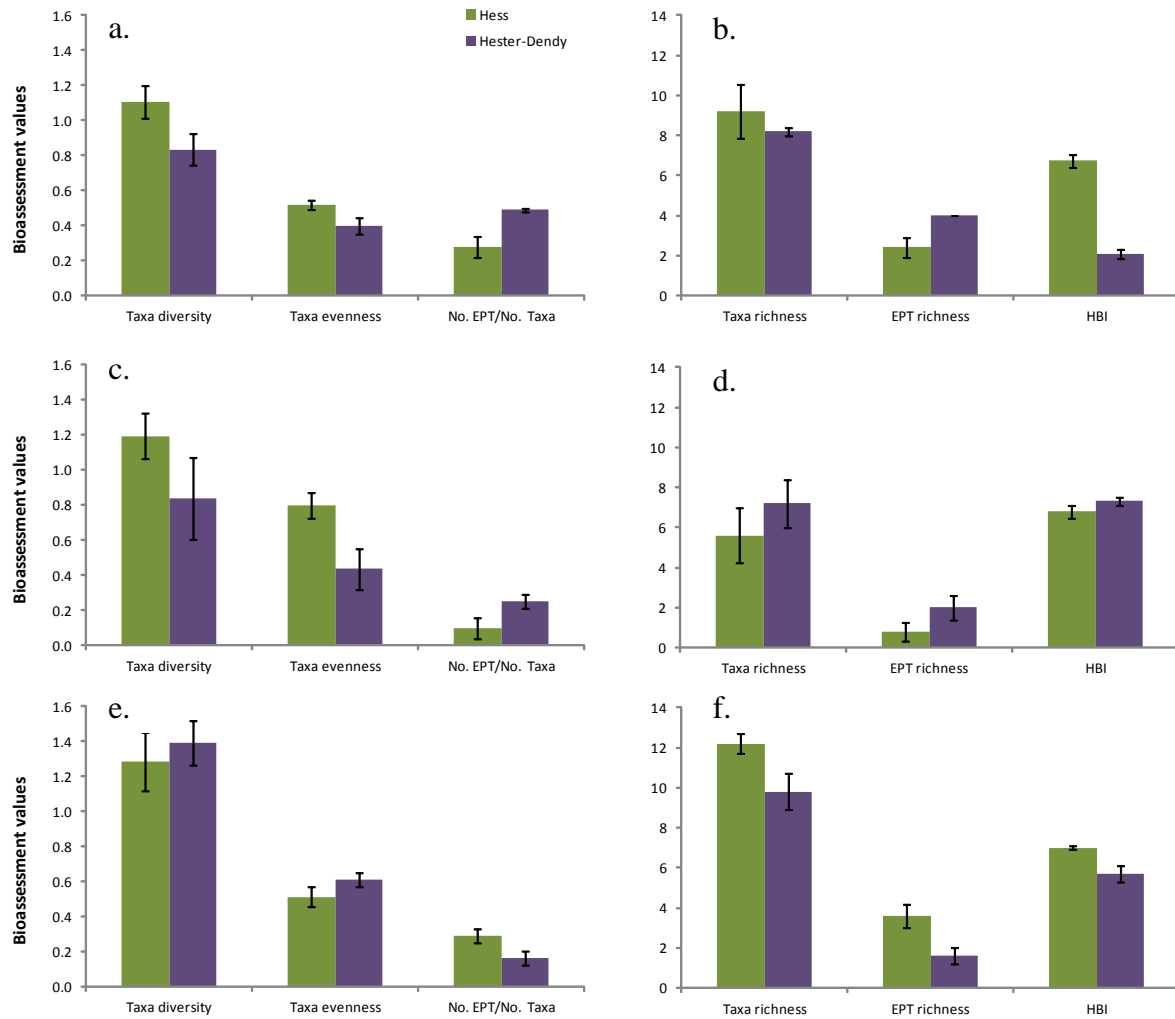 a.
Hess
Hester-Dendy
Bioassessment values
1.6
1.4
1.2
1.0
0.8
0.6
0.4
0.2
0.0
Taxa diversity
Taxa evenness
No. EPT/No. Taxa
b.
14
12
10
8
6
4
2
0
Taxa richness
EPT richness
HBI
c.
Bioassessment values
1.6
1.4
1.2
1.0
0.8
0.6
0.4
0.2
0.0
Taxa diversity
Taxa evenness
No. EPT/No. Taxa
d.
14
12
10
8
6
4
2
0
Taxa richness
EPT richness
HBI
e.
Bioassessment values
1.6
1.4
1.2
1.0
0.8
0.6
0.4
0.2
0.0
Taxa diversity
Taxa evenness
No. EPT/No. Taxa
f.
14
12
10
8
6
4
2
0
Taxa richness
EPT richness
HBI